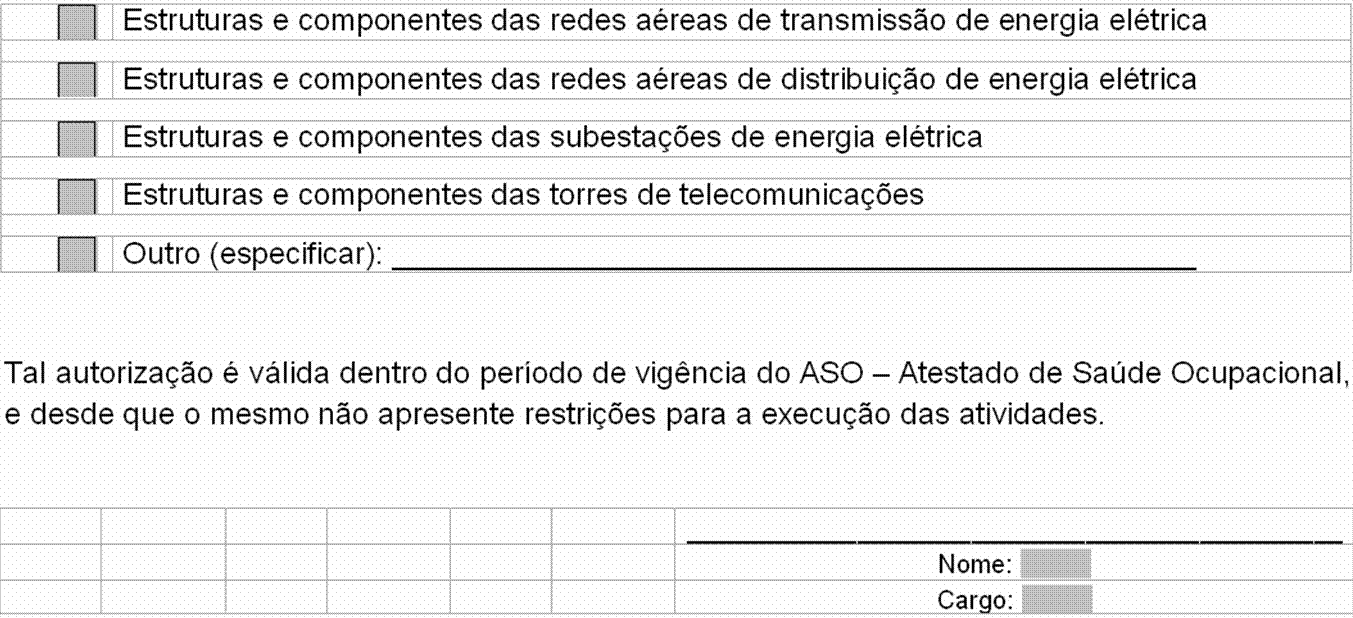 Estruturas e componentes das redes aéreas de transmissão de energia elétrica
Estruturas e componentes das redes aéreas de distribuição de energia elétrica
Estruturas e componentes das subestações de energia elétrica
Estruturas e componentes das torres de telecomunicações
Outro (especificar):
Tal autorização é válida dentro do período de vigência do ASO – Atestado de Saúde Ocupacional,
e desde que o mesmo não apresente restrições para a execução das atividades.
Nome:
Cargo: